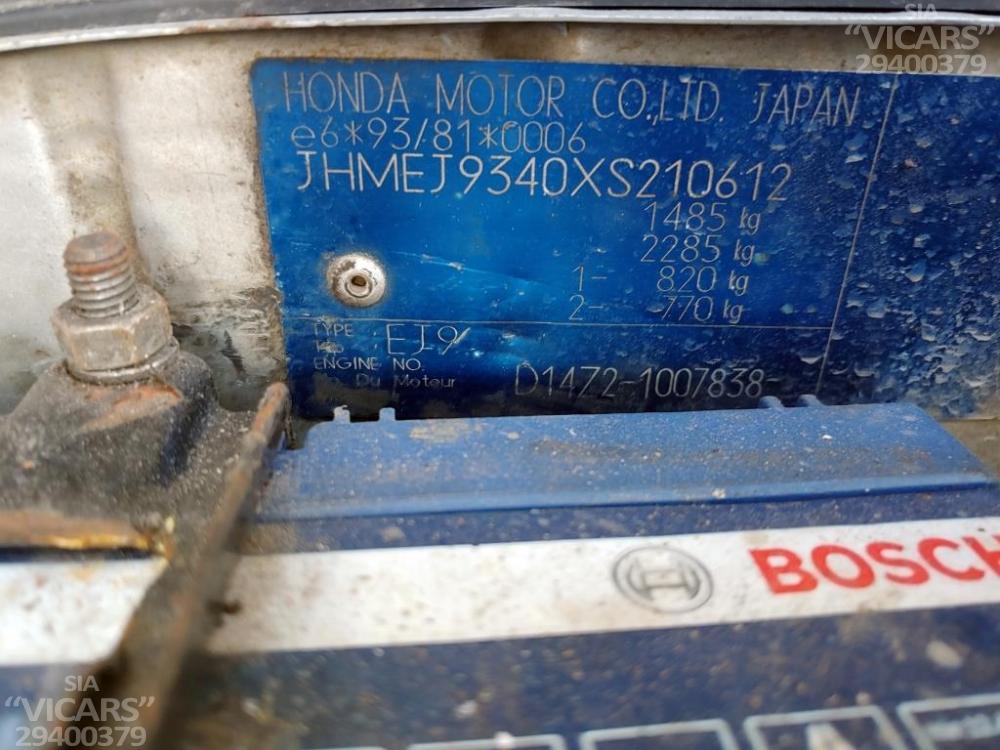 SIA
“VICARS”
29400379
HONDA MOTOR CO.,LTD. JAPAN
e6*93/81*0006
JHMEJ9340XS210612
1485 kg
2285 kg
1- 820 kg
2- 770 kg
TYPE
EJ9
ENGINE NO.
Du Moteur
D14Z2-1007838-
BOSCH
SIA
“VICARS”
29400379